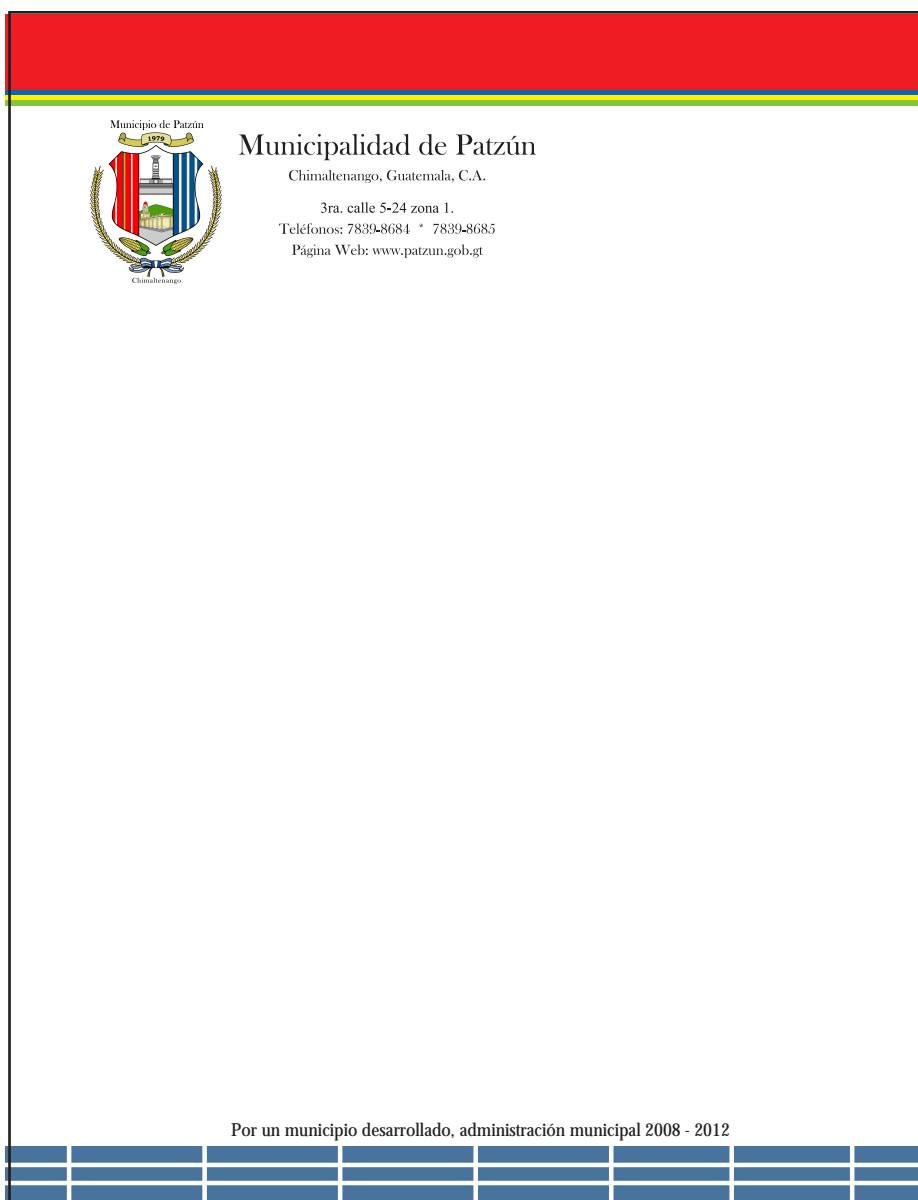 Municipio de Patzún
1979
Chimaltenango
Municipalidad de Patzún
Chimaltenango, Guatemala, C.A.
3ra. calle 5-24 zona 1.
Teléfonos: 7839-8684 * 7839-8685
Página Web: www.patzun.gob.gt
Por un municipio desarrollado, administración municipal 2008 - 2012